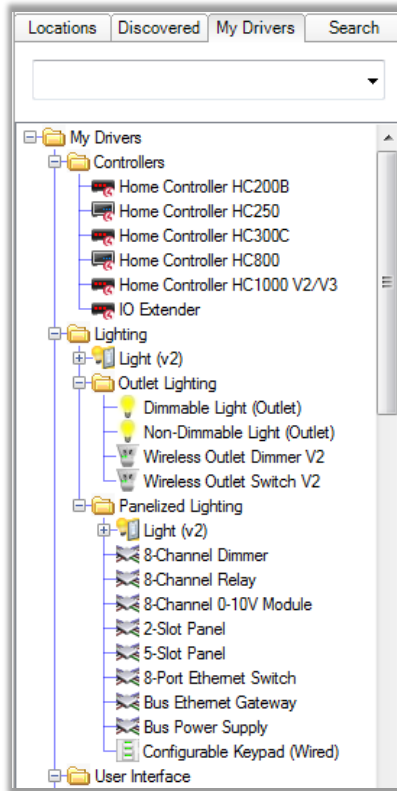 Locations Discovered My Drivers Search
My Drivers
Controllers
Home Controller HC200B
Home Controller HC250
Home Controller HC300C
Home Controller HC800
Home Controller HC1000 V2/V3
IO Extender
Lighting
Light (v2)
Outlet Lighting
Dimmable Light (Outlet)
Non-Dimmable Light (Outlet)
Wireless Outlet Dimmer V2
Wireless Outlet Switch V2
Panelized Lighting
Light (v2)
8-Channel Dimmer
8-Channel Relay
8-Channel 0-10V Module
2-Slot Panel
5-Slot Panel
8-Port Ethernet Switch
Bus Ethernet Gateway
Bus Power Supply
Configurable Keypad (Wired)
User Interface